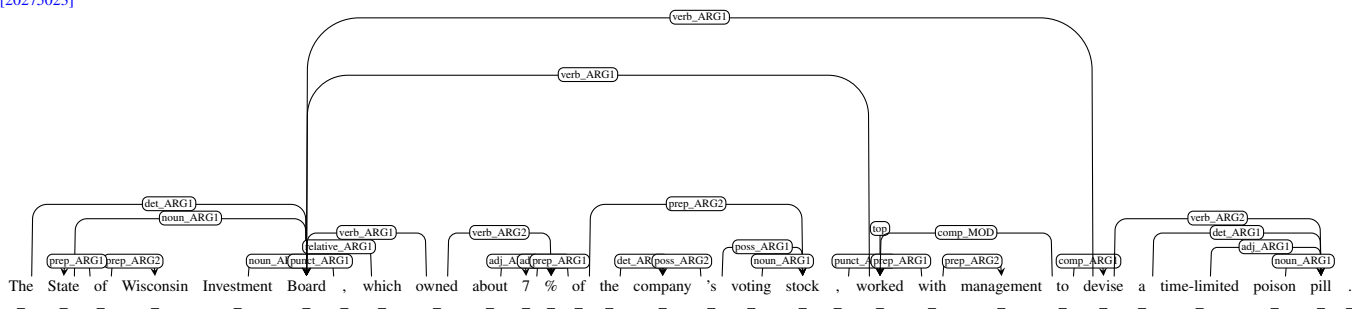 [20275025]
verb_ARG1
verb_ARG1
det_ARG1 prep_ARG2
noun_ARG1 verb_ARG2
verb_ARG1 verb_ARG2 top comp_MOD det_ARG1
relative_ARG1 poss_ARG1 adj_ARG1
prep_ARG1 prep_ARG2 punct_ARG1 prep_ARG1 poss_ARG2 noun_ARG1 prep_ARG1 prep_ARG2 comp_ARG1 noun_ARG1
The State of Wisconsin Investment Board , which owned about 7 % of the company 's voting stock , worked with management to devise a time-limited poison pill .